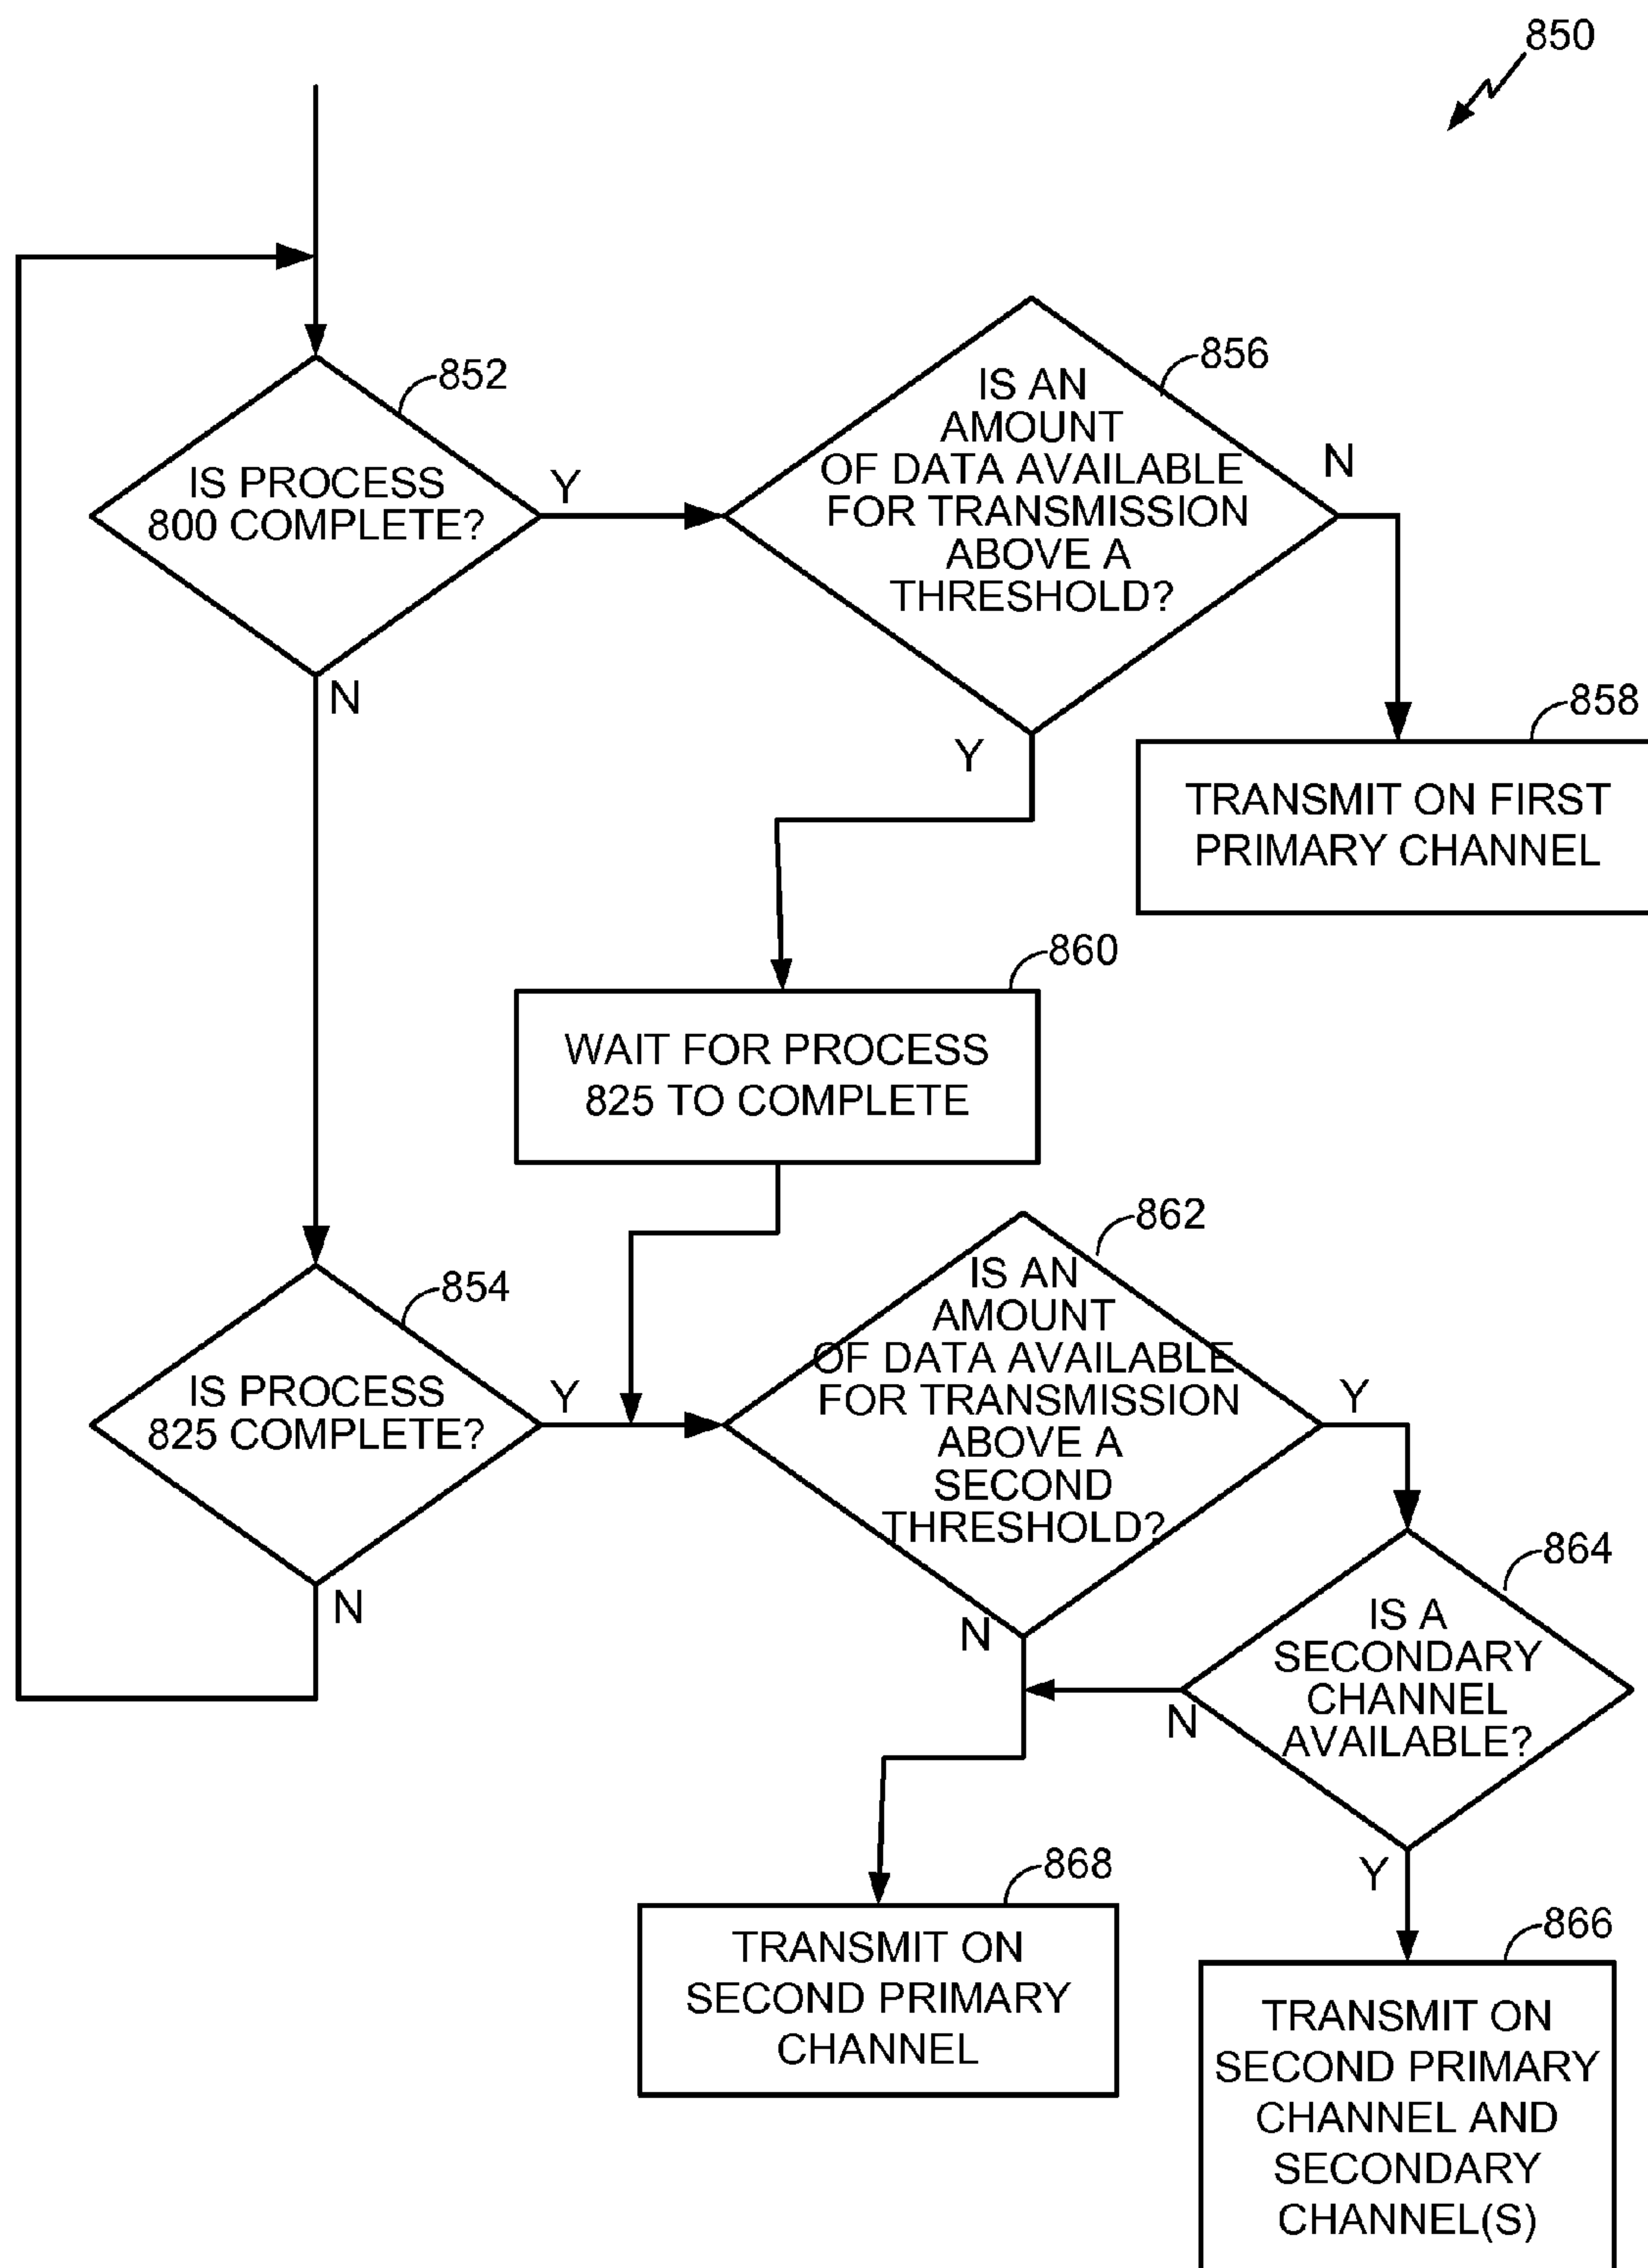 850
852
IS PROCESS
800 COMPLETE?
Y
N
856
IS AN
AMOUNT
OF DATA AVAILABLE
FOR TRANSMISSION
ABOVE A
THRESHOLD?
N
Y
858
TRANSMIT ON FIRST
PRIMARY CHANNEL
860
WAIT FOR PROCESS
825 TO COMPLETE
854
IS PROCESS
825 COMPLETE?
Y
N
862
IS AN
AMOUNT
OF DATA AVAILABLE
FOR TRANSMISSION
ABOVE A
SECOND
THRESHOLD?
Y
N
864
IS A
SECONDARY
CHANNEL
AVAILABLE?
N
Y
868
TRANSMIT ON
SECOND PRIMARY
CHANNEL
866
TRANSMIT ON
SECOND PRIMARY
CHANNEL AND
SECONDARY
CHANNEL(S)